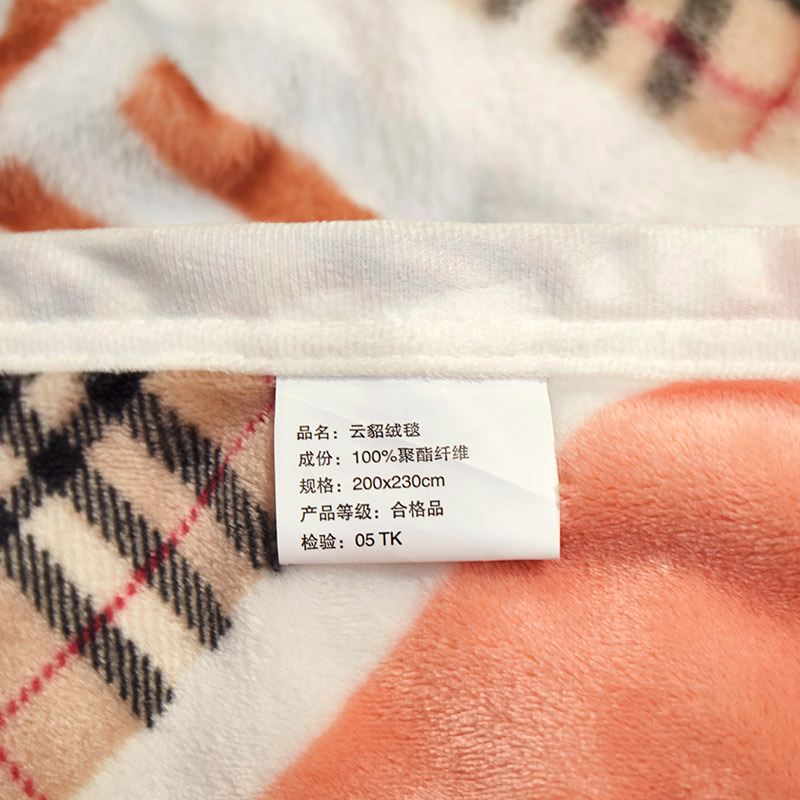 品名：云貂绒毯
成份：100%聚酯纤维
规格：200x230cm
产品等级：合格品
检验：05 TK